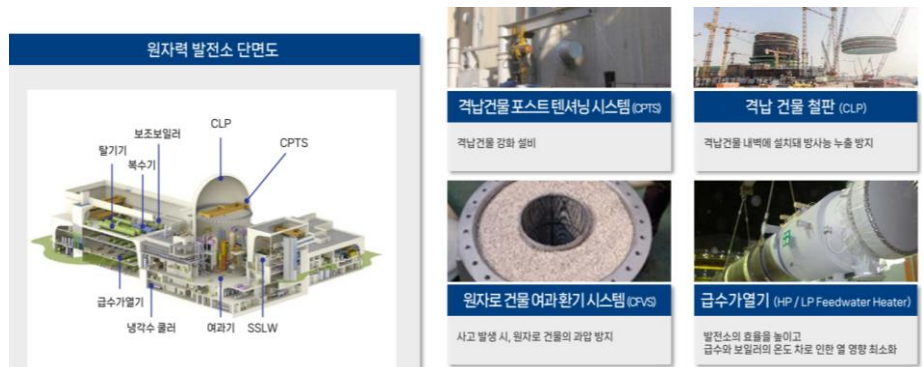 원자력 발전소 단면도
CLP
보조보일러
CPTS
탈기기
복수기
급수가열기
냉각수 쿨러
여과기
SSLW
격납건물 포스트 텐셔닝 시스템 (CPTS)
격납건물 강화 설비
격납 건물 철판 (CLP)
격납건물 내벽에 설치돼 방사능 누출 방지
원자로 건물 여과 환기 시스템 (CFVS)
사고 발생 시, 원자로 건물의 과압 방지
급수가열기 (HP / LP Feedwater Heater)
발전소의 효율을 높이고
급수와 보일러의 온도 차로 인한 열 영향 최소화